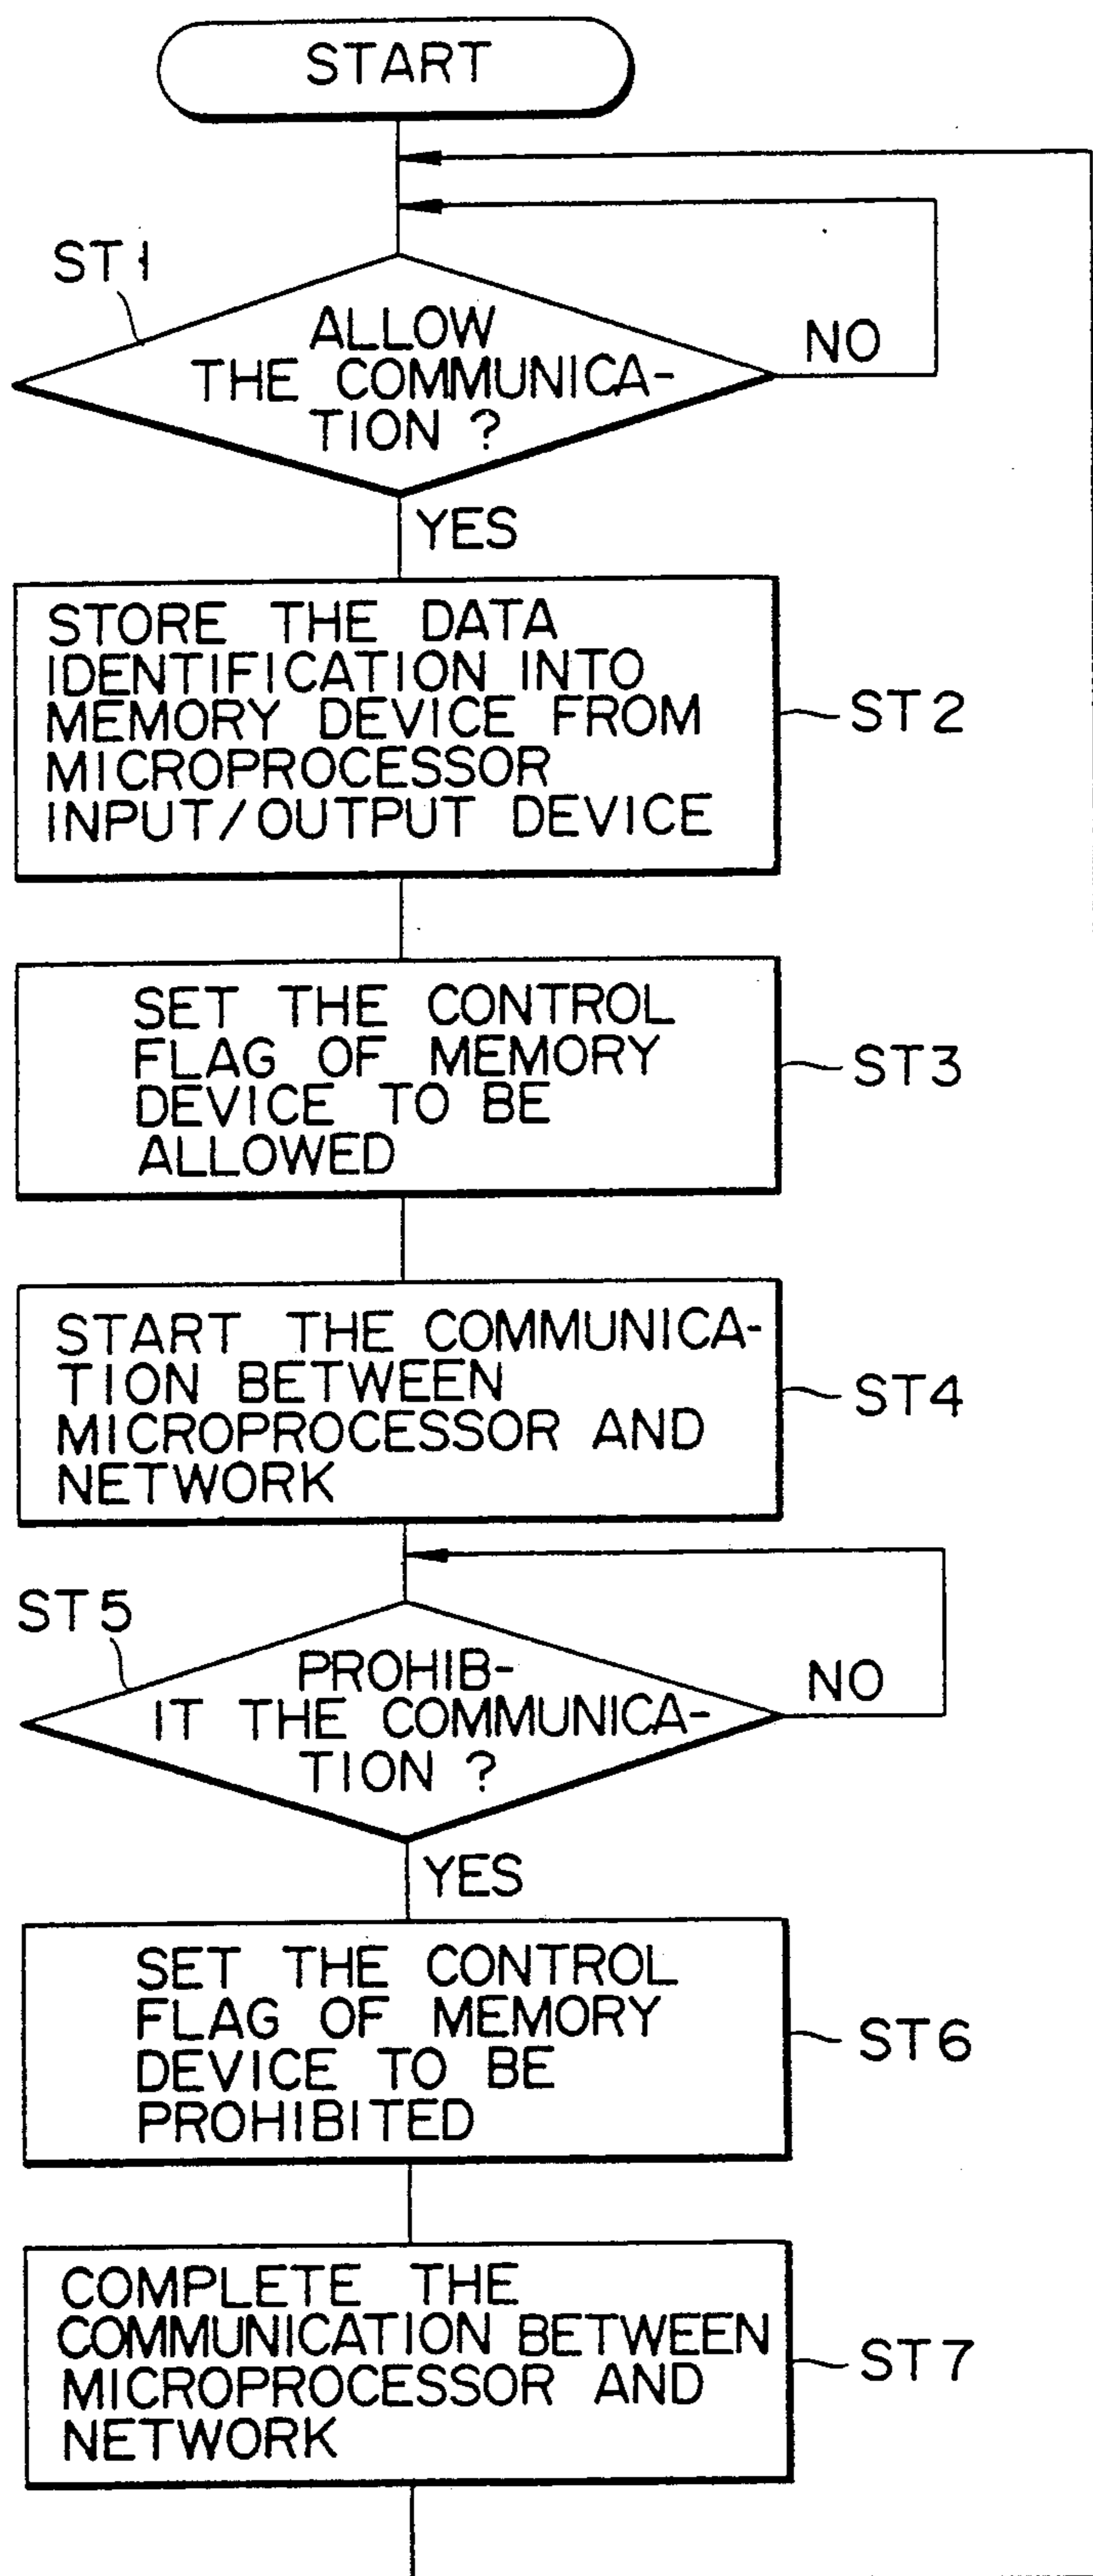 START
ST1
ALLOW
THE COMMUNICA-
TION ?
NO
YES
STORE THE DATA
IDENTIFICATION INTO
MEMORY DEVICE FROM
MICROPROCESSOR
INPUT/OUTPUT DEVICE
ST2
SET THE CONTROL
FLAG OF MEMORY
DEVICE TO BE
ALLOWED
ST3
START THE COMMUNICA-
TION BETWEEN
MICROPROCESSOR AND
NETWORK
ST4
ST5
PROHIB-
IT THE COMMUNICA-
TION ?
NO
YES
SET THE CONTROL
FLAG OF MEMORY
DEVICE TO BE
PROHIBITED
ST6
COMPLETE THE
COMMUNICATION BETWEEN
MICROPROCESSOR AND
NETWORK
ST7